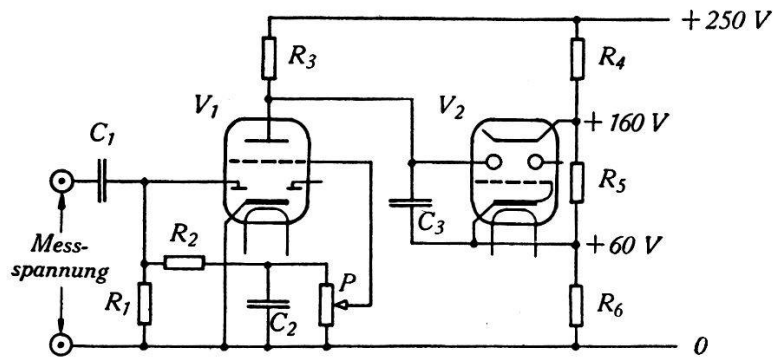 + 250 V
R3
R4
V1
V2
C1
+ 160 V
R5
C3
Mess-
spannung
R2
+ 60 V
R1
C2
P
R6
0